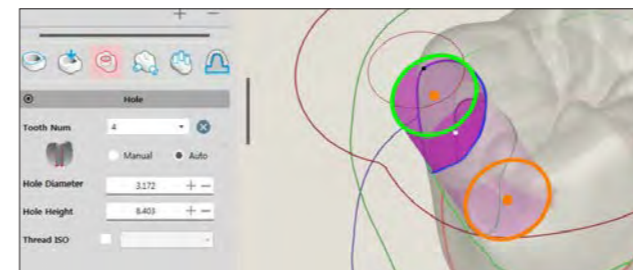 Hole
Tooth Num 4
Manual Auto
Hole Diameter 3.172 + −
Hole Height 8.403 + −
Thread ISO